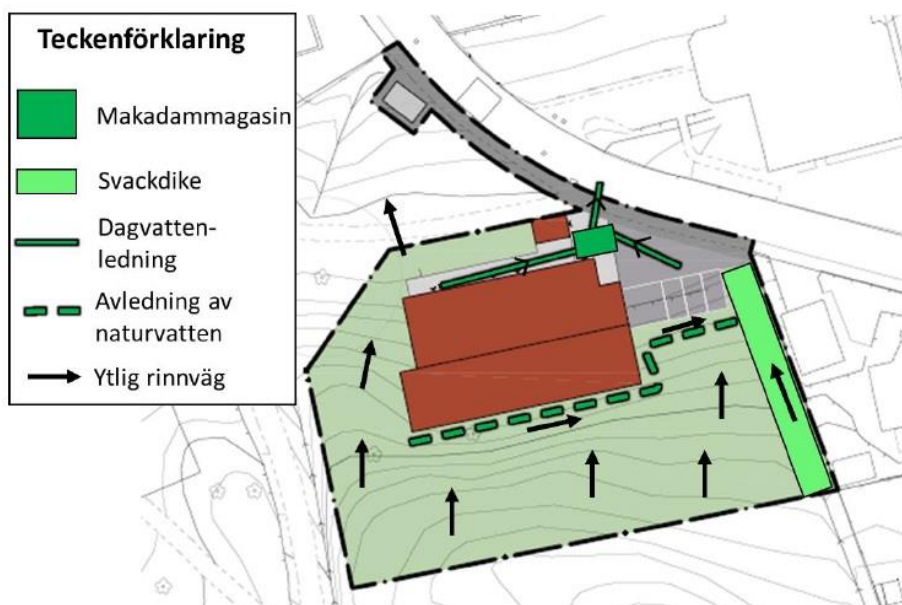 Teckenförklaring
Makadammagasin
Svackdike
Dagvatten-
ledning
Avledning av
naturvatten
Ytlig rinnväg